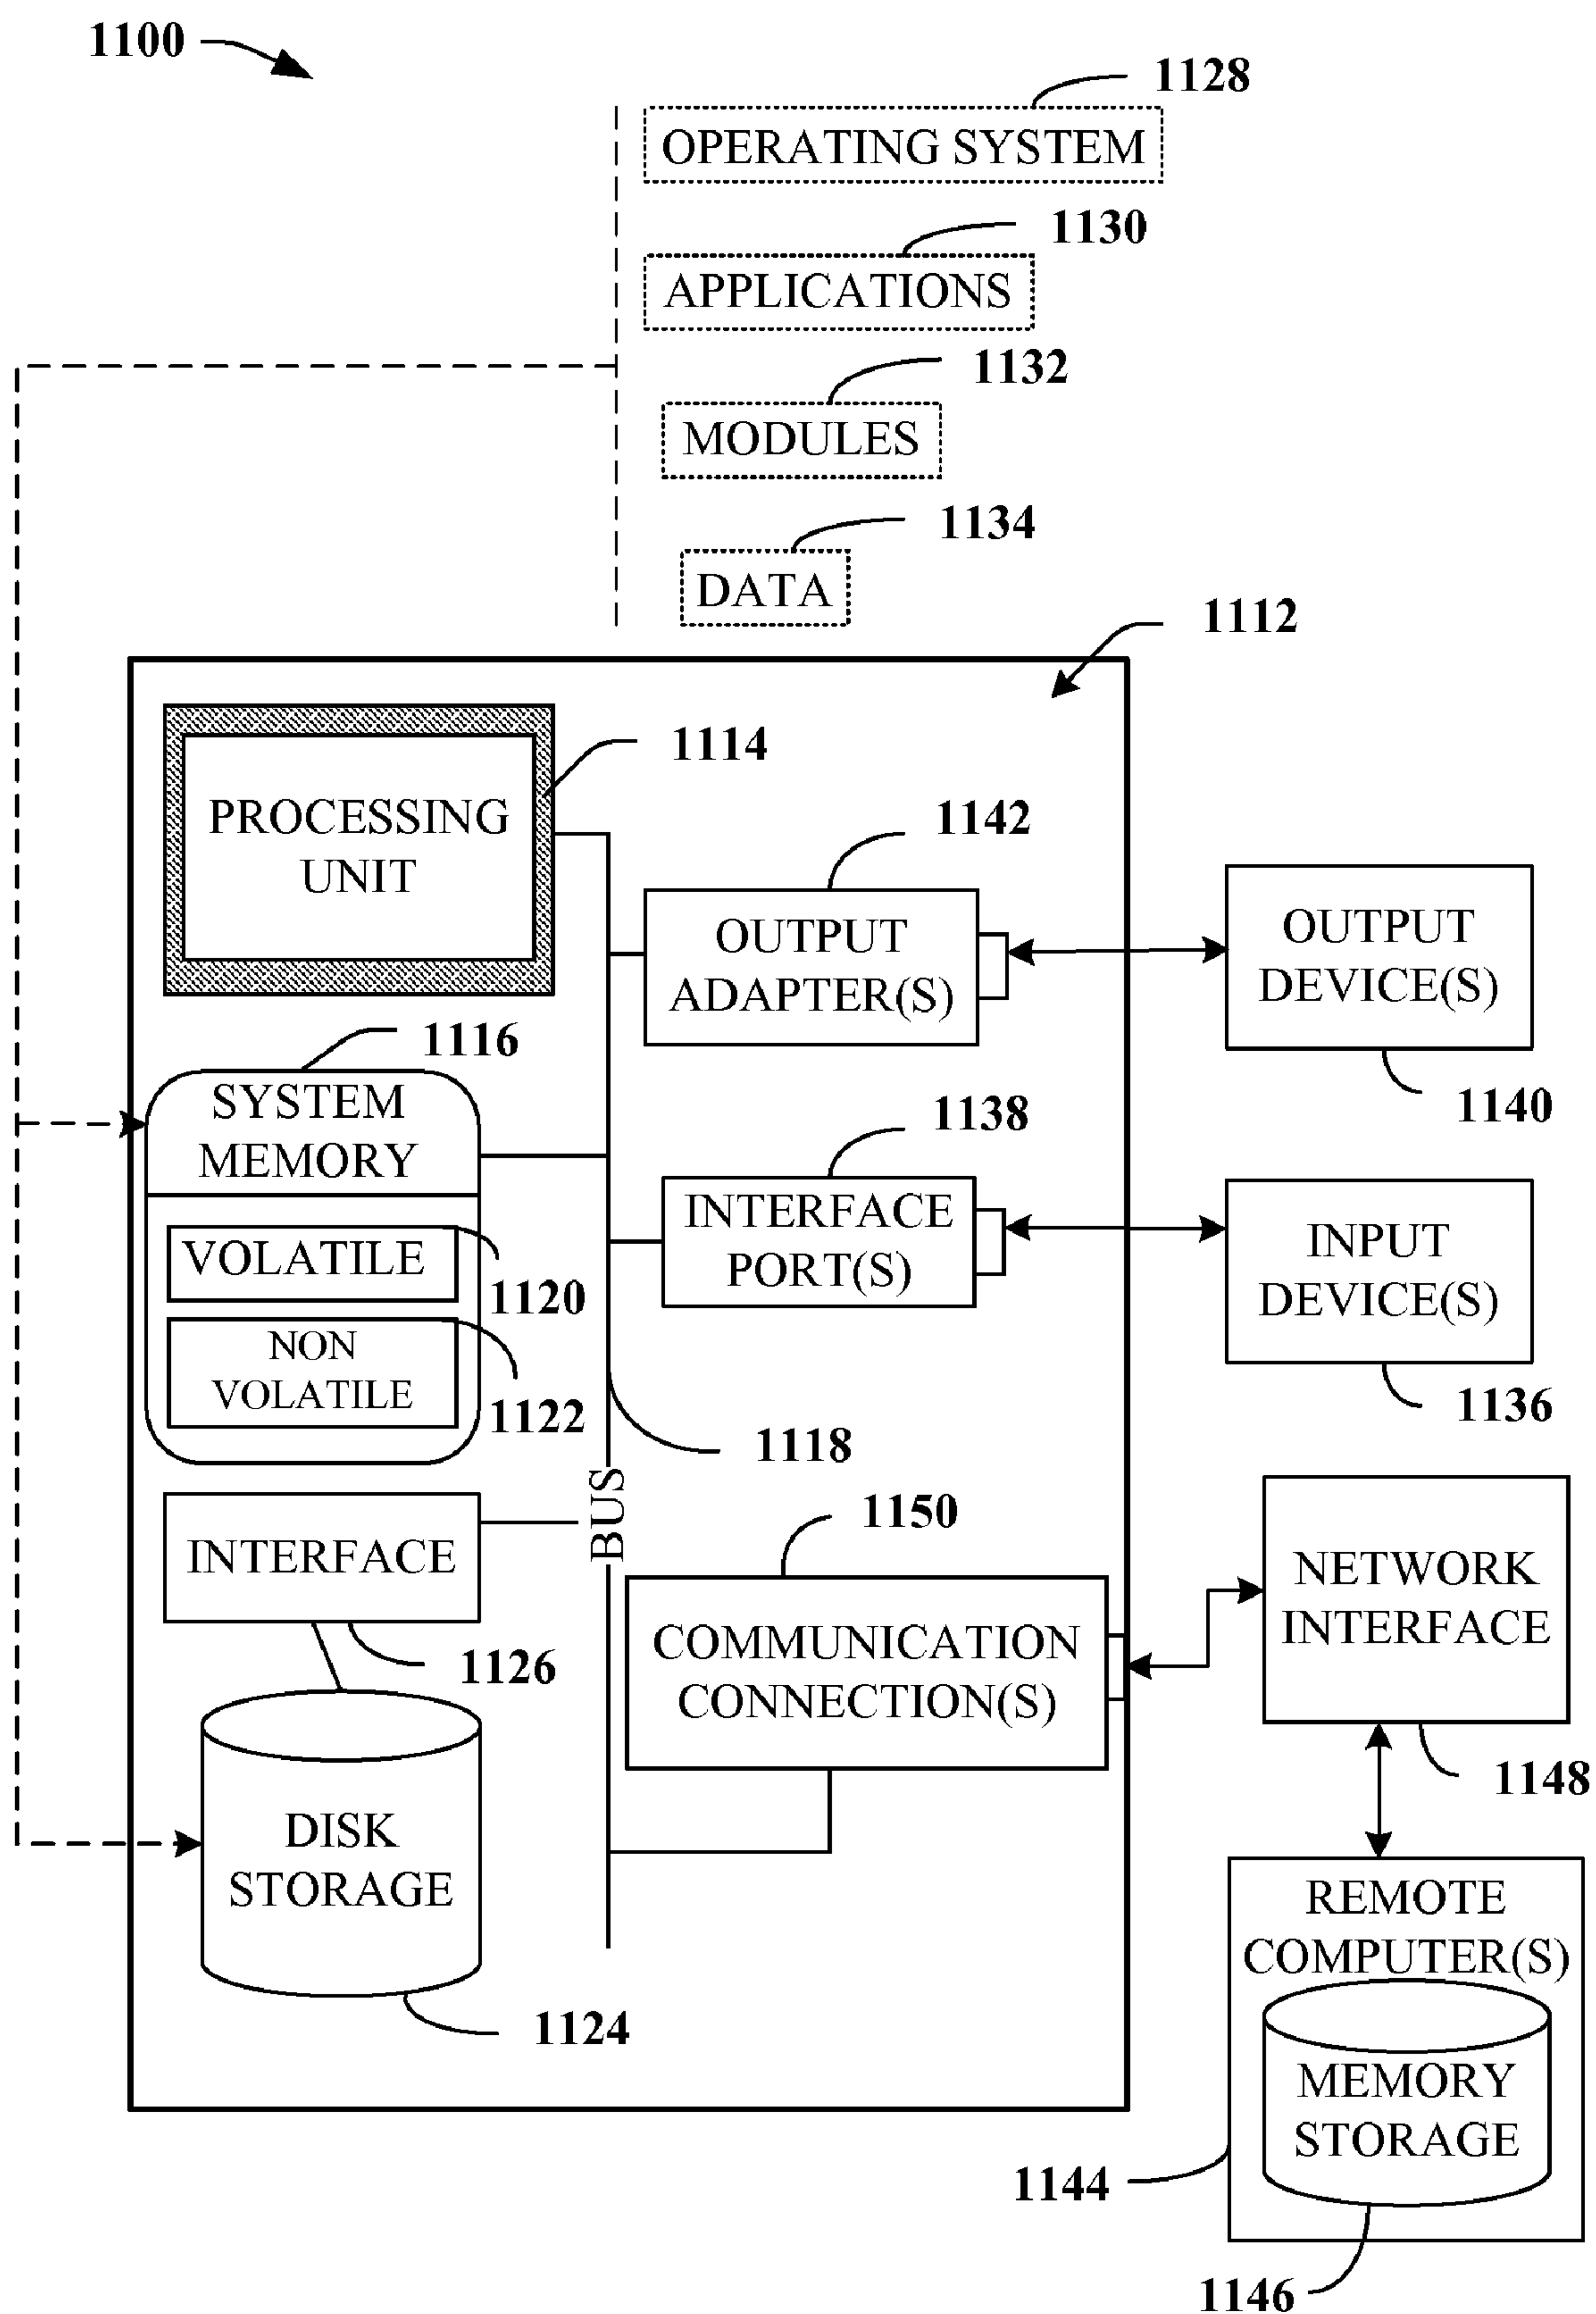 1100
1128
OPERATING SYSTEM
1130
APPLICATIONS
1132
MODULES
1134
DATA
1112
PROCESSING
UNIT
1114
1142
OUTPUT
ADAPTER(S)
OUTPUT
DEVICE(S)
1140
1116
SYSTEM
MEMORY
VOLATILE
1120
NON
VOLATILE
1122
1138
INTERFACE
PORT(S)
INPUT
DEVICE(S)
1136
1118
BUS
INTERFACE
1126
1150
COMMUNICATION
CONNECTION(S)
NETWORK
INTERFACE
1148
DISK
STORAGE
1124
REMOTE
COMPUTER(S)
MEMORY
STORAGE
1144
1146